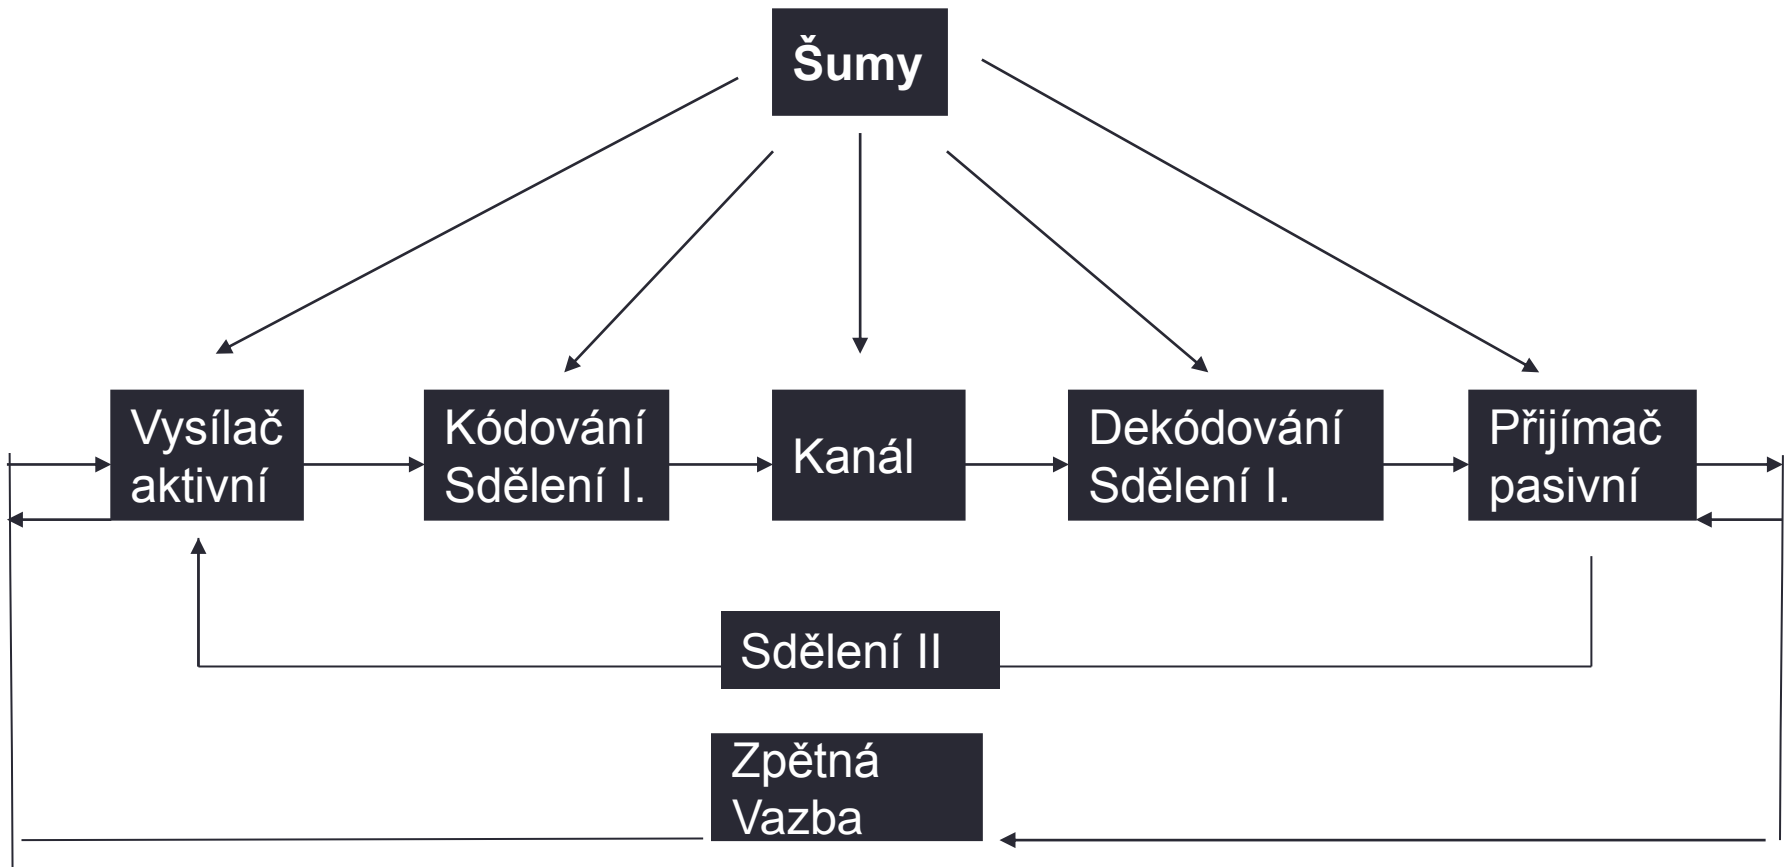 Šumy
Vysílač
aktivní
Kódování
Sdělení I.
Kanál
Dekódování
Sdělení I.
Přijímač
pasivní
Sdělení II
Zpětná
Vazba